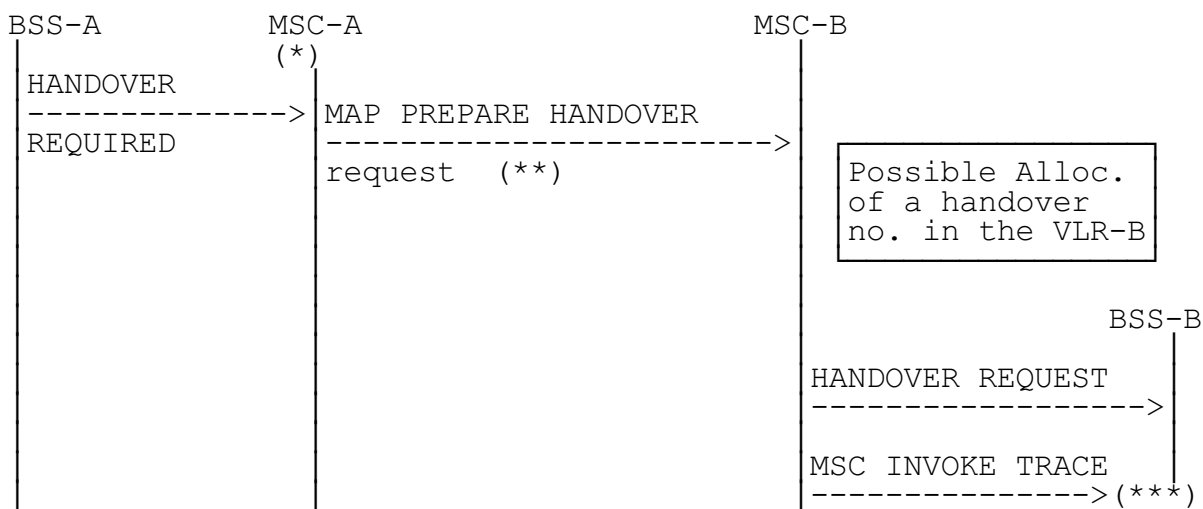 BSS-A MSC-A MSC-B
(*)
HANDOVER
-------------->
MAP PREPARE HANDOVER
REQUIRED
------------------------>
request (**)
Possible Alloc.
of a handover
no. in the VLR-B
BSS-B
HANDOVER REQUEST
------------------>
MSC INVOKE TRACE
---------------->(***)